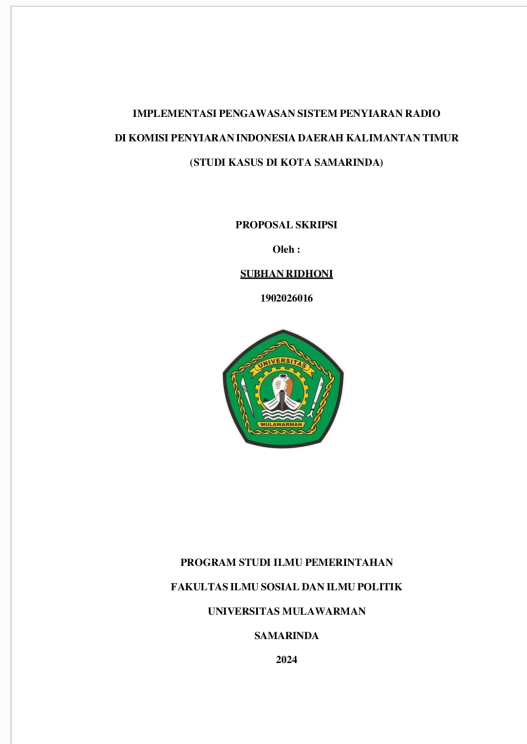 IMPLEMENTASI PENGAWASAN SISTEM PENYIARAN RADIO
DI KOMISI PENYIARAN INDONESIA DAERAH KALIMANTAN TIMUR
(STUDI KASUS DI KOTA SAMARINDA)
PROPOSAL SKRIPSI
Oleh :
SUBHAN RIDHONI
1902026016
UNIVERSITAS
MULAWARMAN
PROGRAM STUDI ILMU PEMERINTAHAN
FAKULTAS ILMU SOSIAL DAN ILMU POLITIK
UNIVERSITAS MULAWARMAN
SAMARINDA
2024